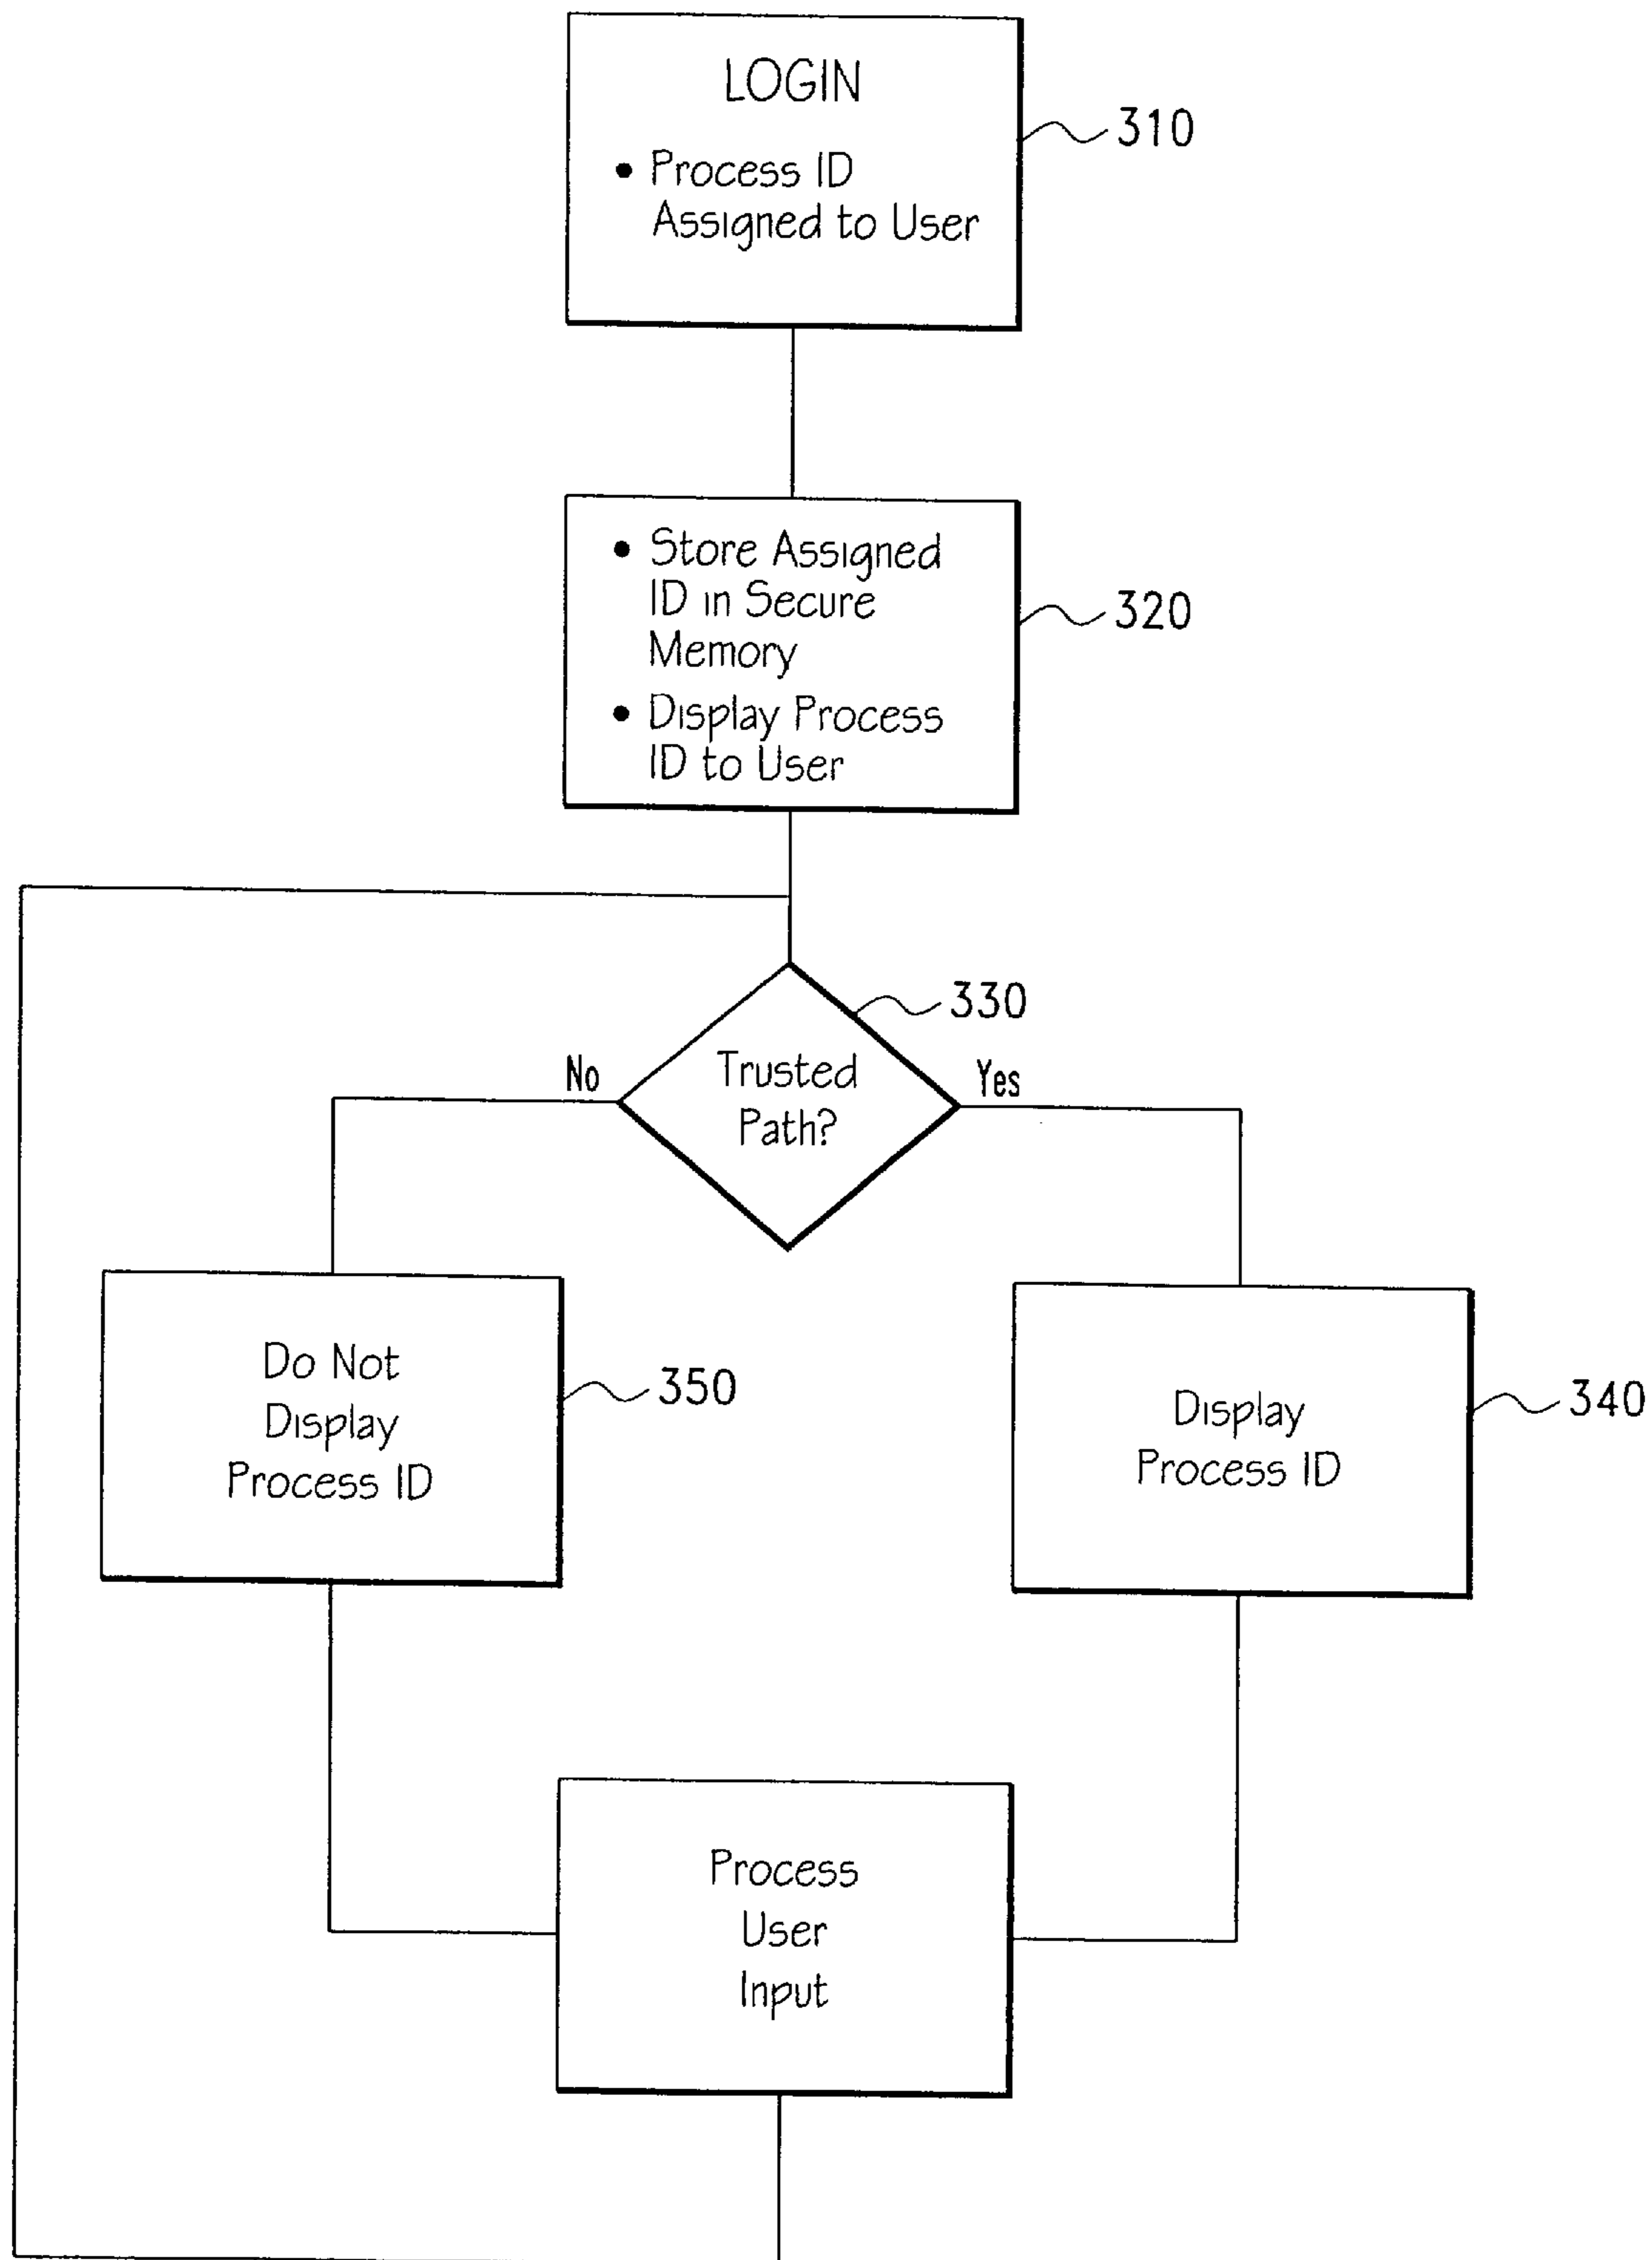 LOGIN
• Process ID
Assigned to User
310
• Store Assigned
ID in Secure
Memory
• Display Process
ID to User
320
330
No
Trusted
Path?
Yes
Do Not
Display
Process ID
350
Display
Process ID
340
Process
User
Input